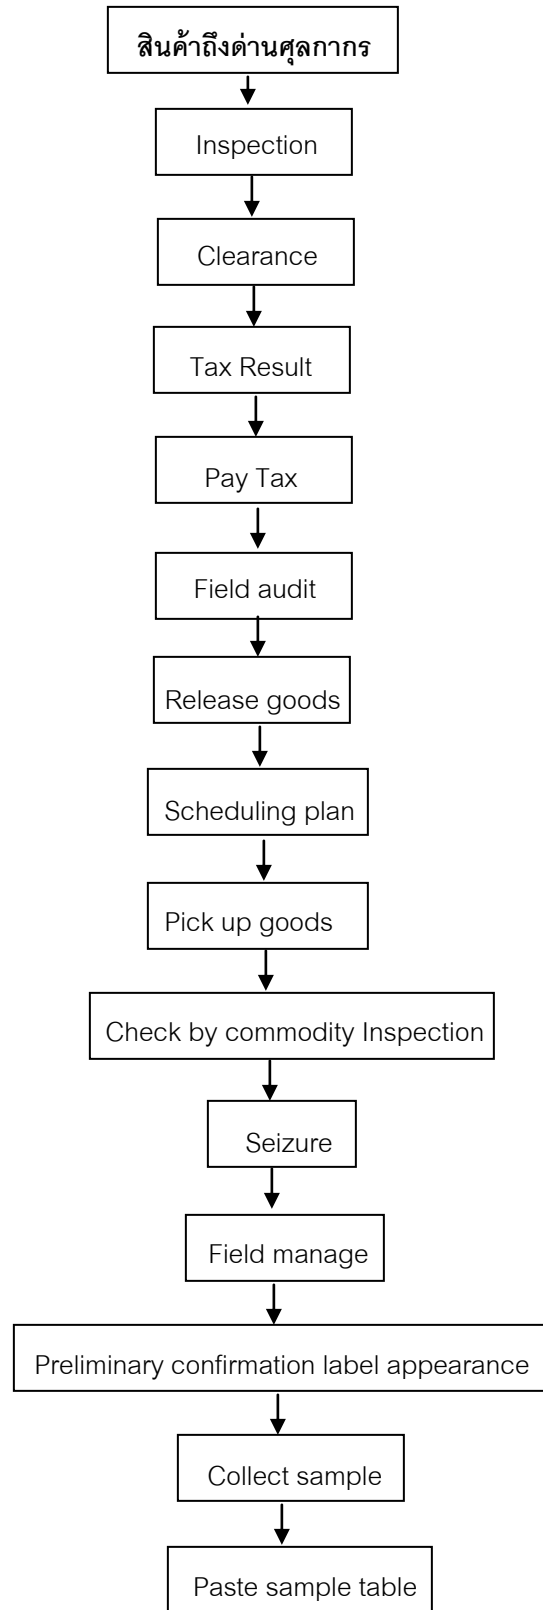 สินค้าถึงด่านศุลกากร
Inspection
Clearance
Tax Result
Pay Tax
Field audit
Release goods
Scheduling plan
Pick up goods
Check by commodity Inspection
Seizure
Field manage
Preliminary confirmation label appearance
Collect sample
Paste sample table